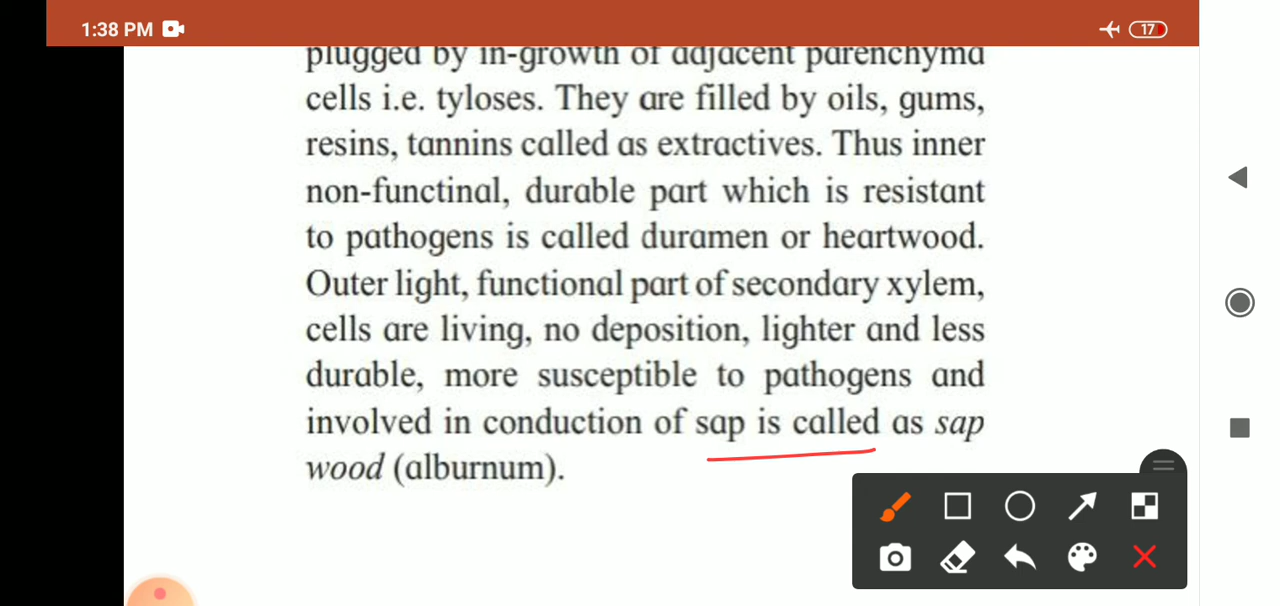 1:38 PM
17
plugged by in-growth of adjacent parenchyma
cells i.e. tyloses. They are filled by oils, gums,
resins, tannins called as extractives. Thus inner
non-functinal, durable part which is resistant
to pathogens is called duramen or heartwood.
Outer light, functional part of secondary xylem,
cells are living, no deposition, lighter and less
durable, more susceptible to pathogens and
involved in conduction of sap is called as sap
wood (alburnum).